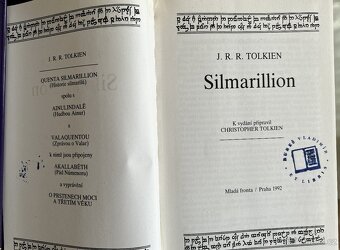 J. R. R. TOLKIEN
QUENTA SILMARILLION
(Historie silmarilů)
spolu s
AINULINDALË
(Hudbou Ainur)
a
VALAQUENTOU
(Zprávou o Valar)
k nimž jsou připojeny
AKALLABÊTH
(Pád Númenoru)
a vyprávění
O PRSTENECH MOCI
A TŘETÍM VĚKU
J. R. R. TOLKIEN
Silmarillion
K vydání připravil
CHRISTOPHER TOLKIEN
VLADIMÍR
EX LIBRIS
Mladá fronta / Praha 1992